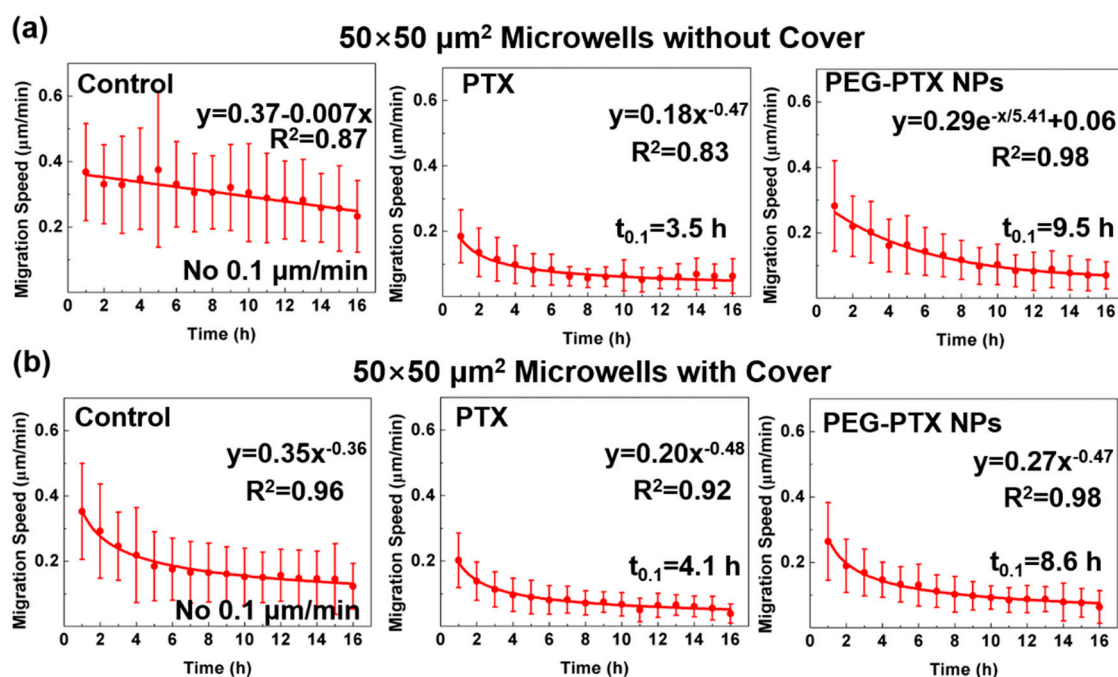 (a)
50×50 µm² Microwells without Cover
Control
y=0.37-0.007x
R²=0.87
No 0.1 µm/min
Migration Speed (µm/min)
0.6
0.4
0.2
0 2 4 6 8 10 12 14 16
Time (h)
PTX
y=0.18x⁻⁰·⁴⁷
R²=0.83
t₀.₁=3.5 h
Migration Speed (µm/min)
0.6
0.4
0.2
0 2 4 6 8 10 12 14 16
Time (h)
PEG-PTX NPs
y=0.29e⁻ˣ/⁵·⁴¹+0.06
R²=0.98
t₀.₁=9.5 h
Migration Speed (µm/min)
0.6
0.4
0.2
0 2 4 6 8 10 12 14 16
Time (h)
(b)
50×50 µm² Microwells with Cover
Control
y=0.35x⁻⁰·³⁶
R²=0.96
No 0.1 µm/min
Migration Speed (µm/min)
0.6
0.4
0.2
0 2 4 6 8 10 12 14 16
Time (h)
PTX
y=0.20x⁻⁰·⁴⁸
R²=0.92
t₀.₁=4.1 h
Migration Speed (µm/min)
0.6
0.4
0.2
0 2 4 6 8 10 12 14 16
Time (h)
PEG-PTX NPs
y=0.27x⁻⁰·⁴⁷
R²=0.98
t₀.₁=8.6 h
Migration Speed (µm/min)
0.6
0.4
0.2
0 2 4 6 8 10 12 14 16
Time (h)